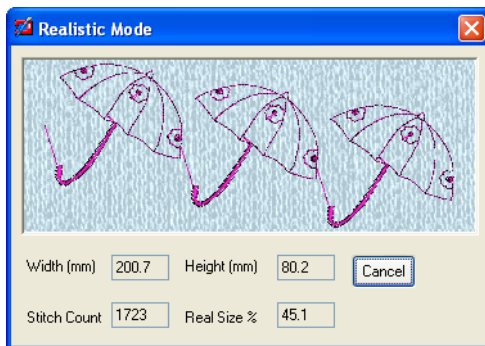 Realistic Mode
Width (mm) 200.7 Height (mm) 80.2 Cancel
Stitch Count 1723 Real Size % 45.1